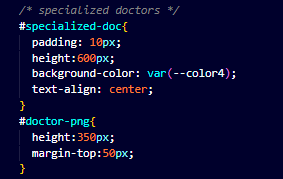 /* specialized doctors */
#specialized-doc{
padding: 10px;
height:600px;
background-color: var(--color4);
text-align: center;
}
#doctor-png{
height:350px;
margin-top:50px;
}